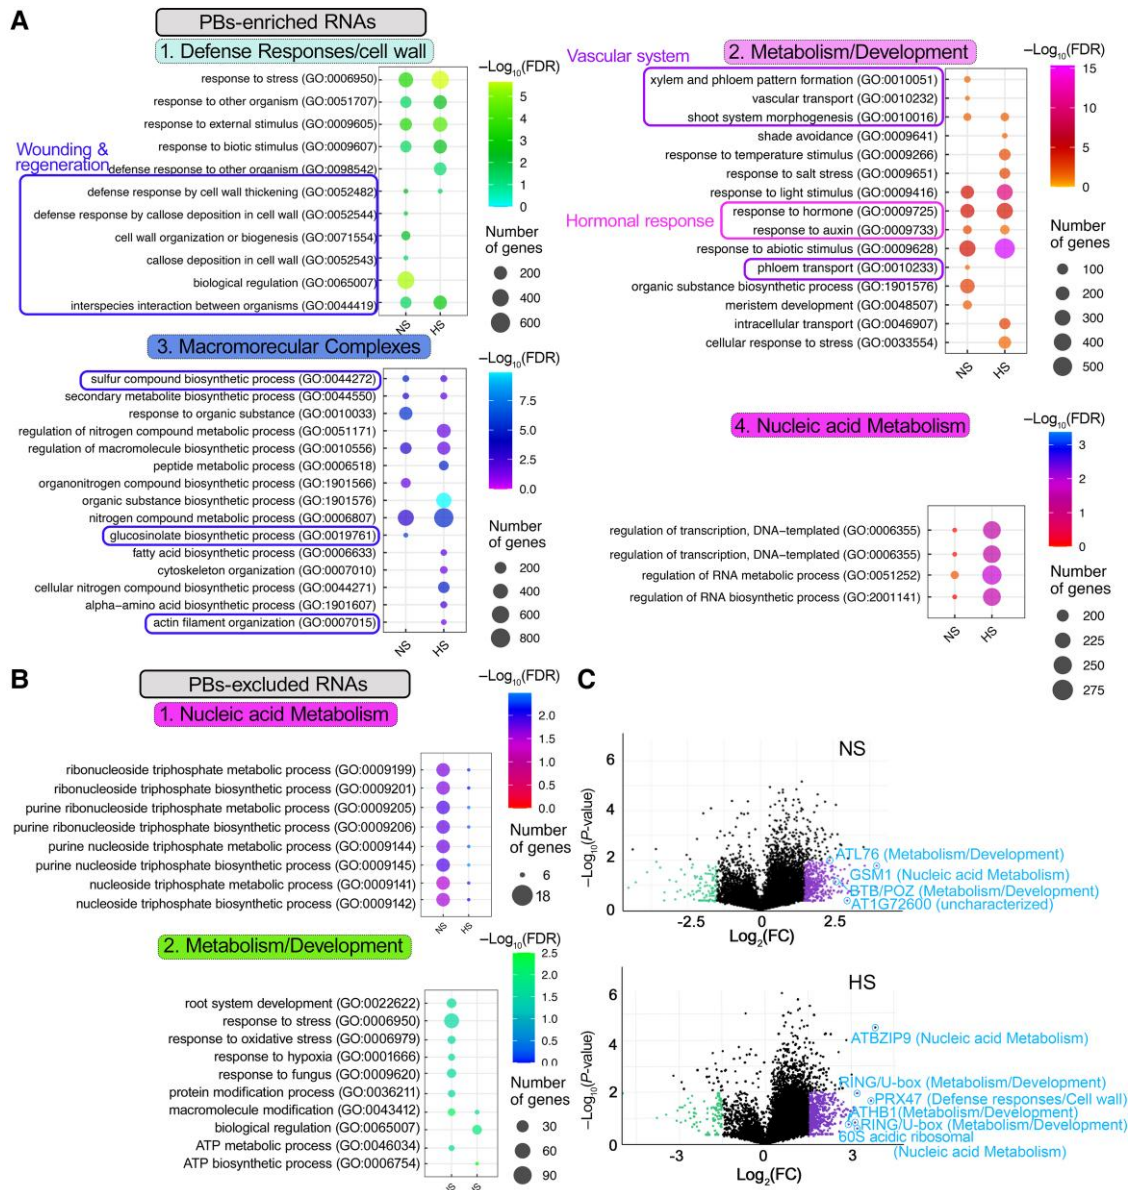 A
PBs-enriched RNAs
1. Defense Responses/cell wall
response to stress (GO:0006950)
response to other organism (GO:0051707)
response to external stimulus (GO:0009605)
response to biotic stimulus (GO:0009607)
Wounding &
regeneration
defense response to other organism (GO:0098542)
defense response by cell wall thickening (GO:0052482)
defense response by callose deposition in cell wall (GO:0052544)
cell wall organization or biogenesis (GO:0071554)
callose deposition in cell wall (GO:0052543)
biological regulation (GO:0065007)
interspecies interaction between organisms (GO:0044419)
NS
HS
−Log10(FDR)
5
4
3
2
1
0
Number
of genes
200
400
600
Vascular system
2. Metabolism/Development
xylem and phloem pattern formation (GO:0010051)
vascular transport (GO:0010232)
shoot system morphogenesis (GO:0010016)
shade avoidance (GO:0009641)
response to temperature stimulus (GO:0009266)
response to salt stress (GO:0009651)
response to light stimulus (GO:0009416)
Hormonal response
response to hormone (GO:0009725)
response to auxin (GO:0009733)
response to abiotic stimulus (GO:0009628)
phloem transport (GO:0010233)
organic substance biosynthetic process (GO:1901576)
meristem development (GO:0048507)
intracellular transport (GO:0046907)
cellular response to stress (GO:0033554)
NS
HS
−Log10(FDR)
15
10
5
0
Number
of genes
100
200
300
400
500
3. Macromorecular Complexes
sulfur compound biosynthetic process (GO:0044272)
secondary metabolite biosynthetic process (GO:0044550)
response to organic substance (GO:0010033)
regulation of nitrogen compound metabolic process (GO:0051171)
regulation of macromolecule biosynthetic process (GO:0010556)
peptide metabolic process (GO:0006518)
organonitrogen compound biosynthetic process (GO:1901566)
organic substance biosynthetic process (GO:1901576)
nitrogen compound metabolic process (GO:0006807)
glucosinolate biosynthetic process (GO:0019761)
fatty acid biosynthetic process (GO:0006633)
cytoskeleton organization (GO:0007010)
cellular nitrogen compound biosynthetic process (GO:0044271)
alpha−amino acid biosynthetic process (GO:1901607)
actin filament organization (GO:0007015)
NS
HS
−Log10(FDR)
7.5
5.0
2.5
0.0
Number
of genes
200
400
600
800
4. Nucleic acid Metabolism
regulation of transcription, DNA−templated (GO:0006355)
regulation of transcription, DNA−templated (GO:0006355)
regulation of RNA metabolic process (GO:0051252)
regulation of RNA biosynthetic process (GO:2001141)
NS
HS
−Log10(FDR)
3
2
1
0
Number
of genes
200
225
250
275
B
PBs-excluded RNAs
1. Nucleic acid Metabolism
ribonucleoside triphosphate metabolic process (GO:0009199)
ribonucleoside triphosphate biosynthetic process (GO:0009201)
purine ribonucleoside triphosphate metabolic process (GO:0009205)
purine ribonucleoside triphosphate biosynthetic process (GO:0009206)
purine nucleoside triphosphate metabolic process (GO:0009144)
purine nucleoside triphosphate biosynthetic process (GO:0009145)
nucleoside triphosphate metabolic process (GO:0009141)
nucleoside triphosphate biosynthetic process (GO:0009142)
NS
HS
−Log10(FDR)
2.0
1.5
1.0
0.5
0.0
Number
of genes
6
18
2. Metabolism/Development
root system development (GO:0022622)
response to stress (GO:0006950)
response to oxidative stress (GO:0006979)
response to hypoxia (GO:0001666)
response to fungus (GO:0009620)
protein modification process (GO:0036211)
macromolecule modification (GO:0043412)
biological regulation (GO:0065007)
ATP metabolic process (GO:0046034)
ATP biosynthetic process (GO:0006754)
−Log10(FDR)
2.5
2.0
1.5
1.0
0.5
0.0
Number
of genes
30
60
90
C
NS
6
4
2
0
−Log10(P-value)
ATL76 (Metabolism/Development)
GSM1 (Nucleic acid Metabolism)
BTB/POZ (Metabolism/Development)
AT1G72600 (uncharacterized)
-2.5
0
2.5
Log2(FC)
HS
6
4
2
0
−Log10(P-value)
ATBZIP9 (Nucleic acid Metabolism)
RING/U-box (Metabolism/Development)
PRX47 (Defense responses/Cell wall)
ATHB1(Metabolism/Development)
RING/U-box (Metabolism/Development)
60S acidic ribosomal
(Nucleic acid Metabolism)
-3
0
3
Log2(FC)